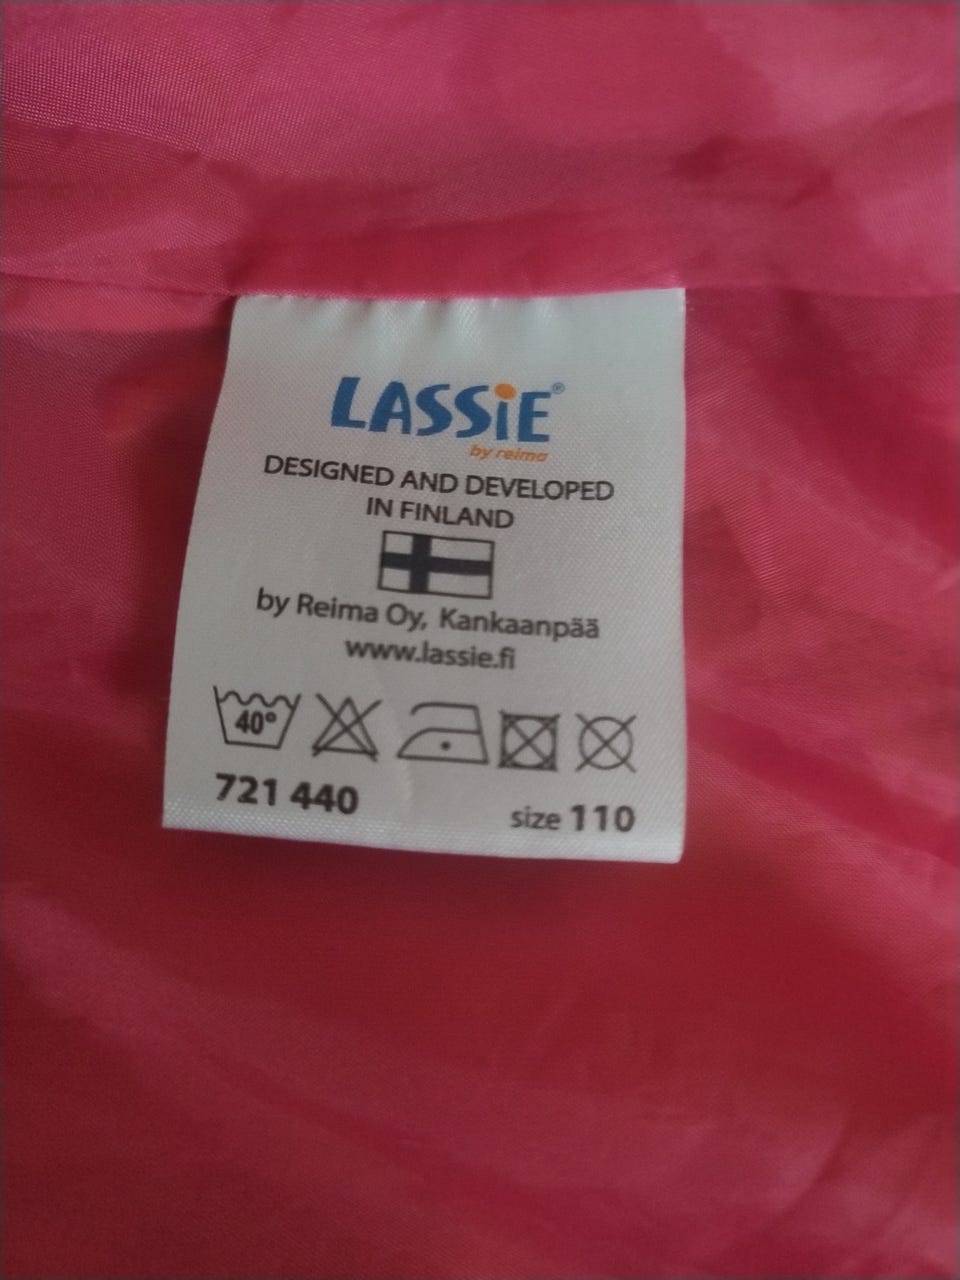 LASSiE®
by reima
DESIGNED AND DEVELOPED
IN FINLAND
by Reima Oy, Kankaanpää
www.lassie.fi
40°
721 440
size 110